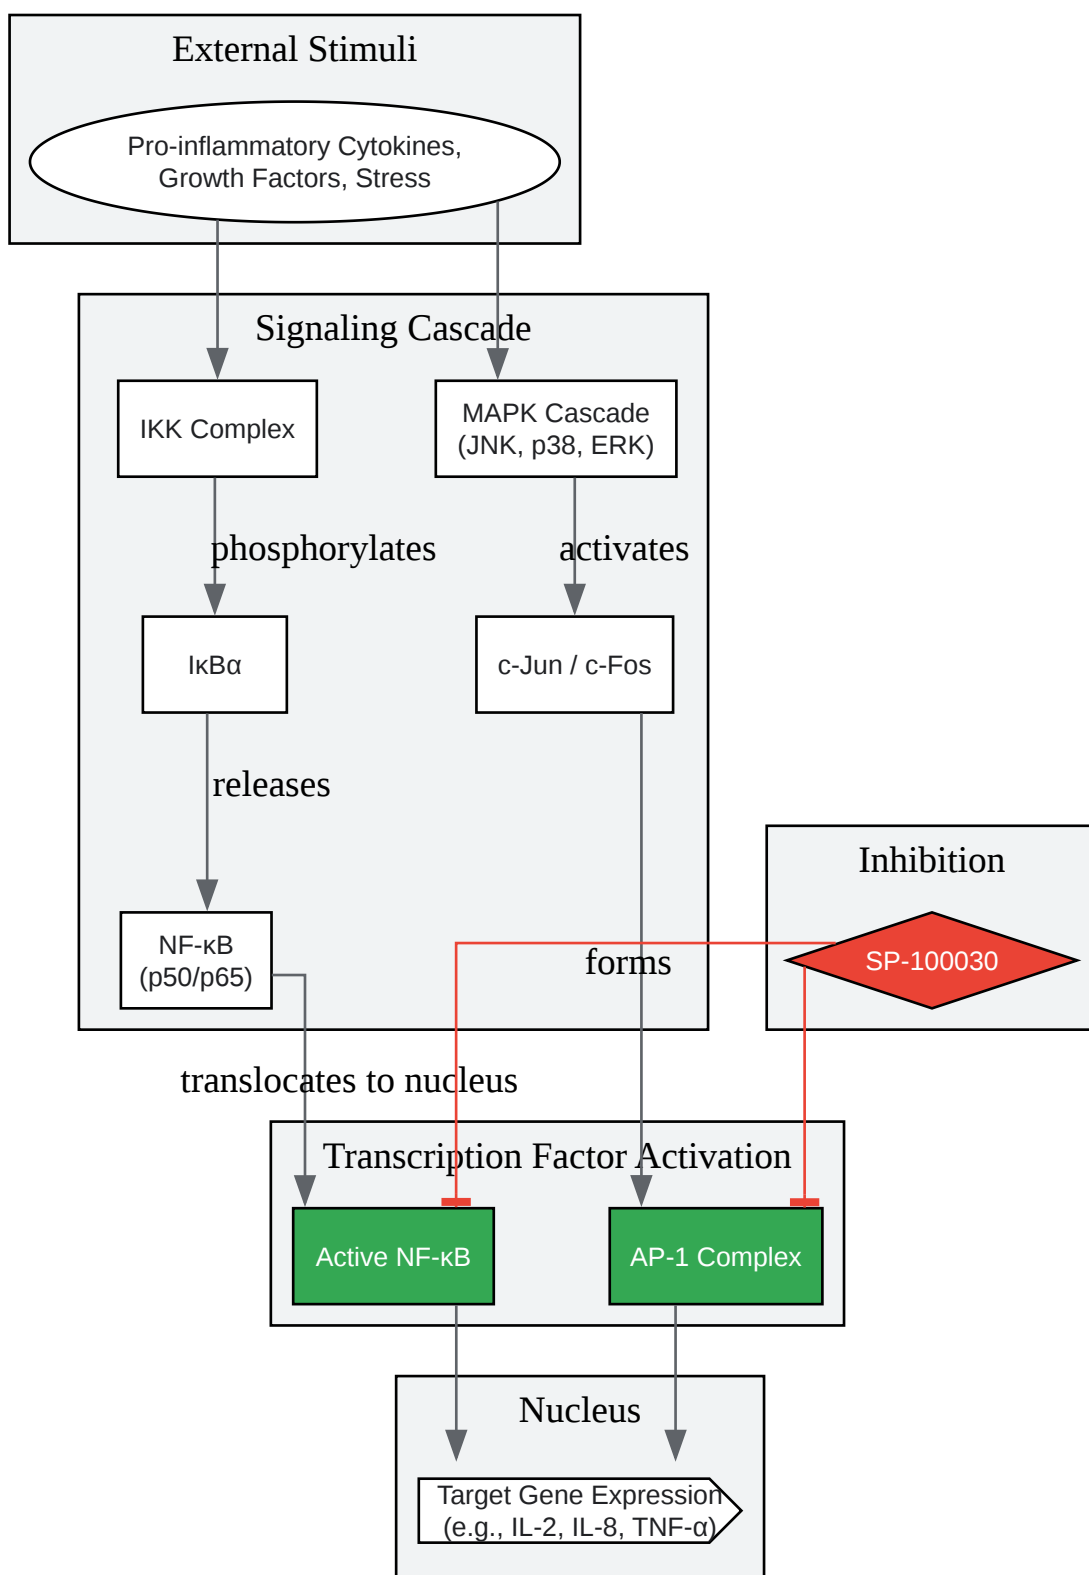 External Stimuli
Pro-inflammatory Cytokines,
Growth Factors, Stress
Signaling Cascade
IKK Complex
MAPK Cascade
(JNK, p38, ERK)
phosphorylates
activates
IκBα
c-Jun / c-Fos
releases
Inhibition
NF-κB
(p50/p65)
forms
SP-100030
translocates to nucleus
Transcription Factor Activation
Active NF-κB
AP-1 Complex
Nucleus
Target Gene Expression
(e.g., IL-2, IL-8, TNF-α)